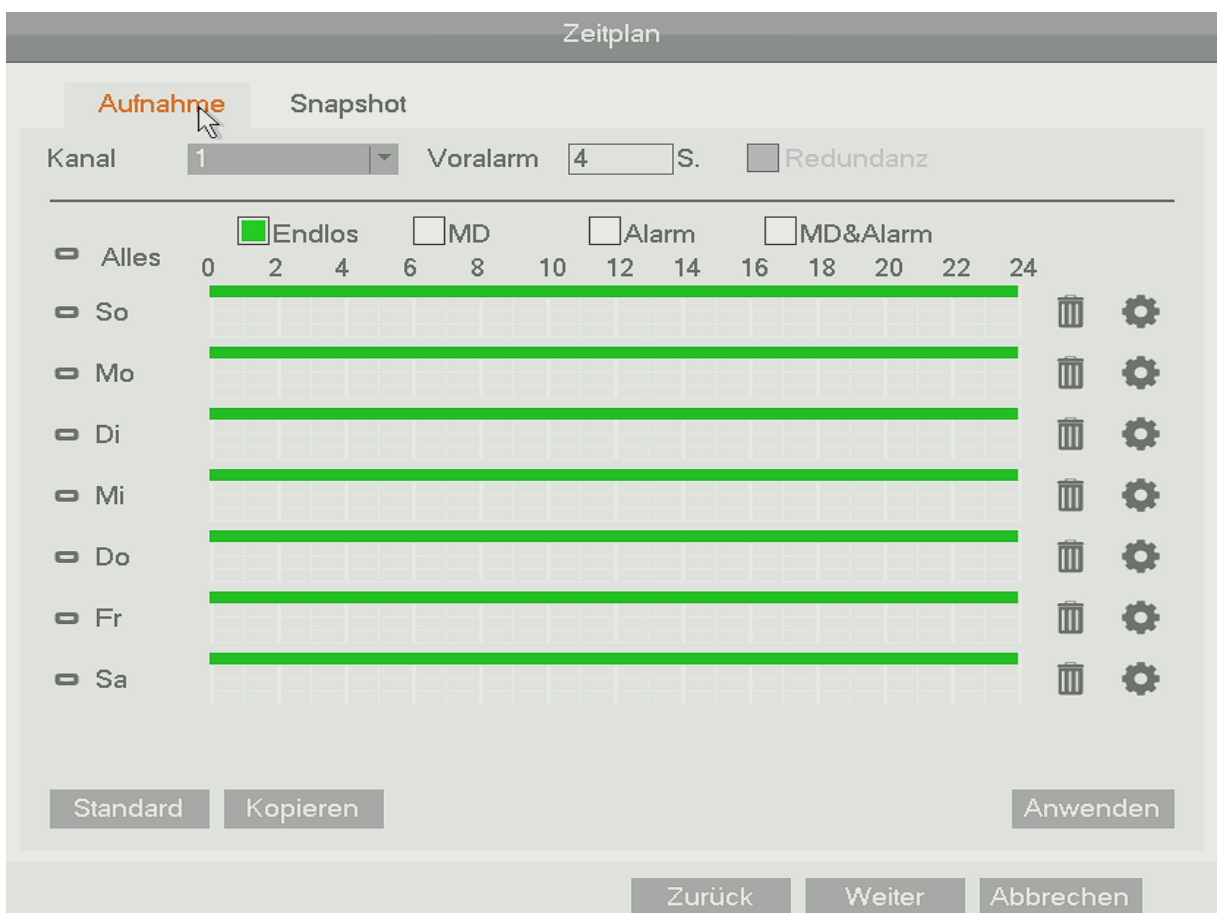 Zeitplan
Aufnahme Snapshot
Kanal 1 Voralarm 4 S. Redundanz
Endlos MD Alarm MD&Alarm
Alles
0 2 4 6 8 10 12 14 16 18 20 22 24
So
Mo
Di
Mi
Do
Fr
Sa
Standard Kopieren Anwenden
Zurück Weiter Abbrechen